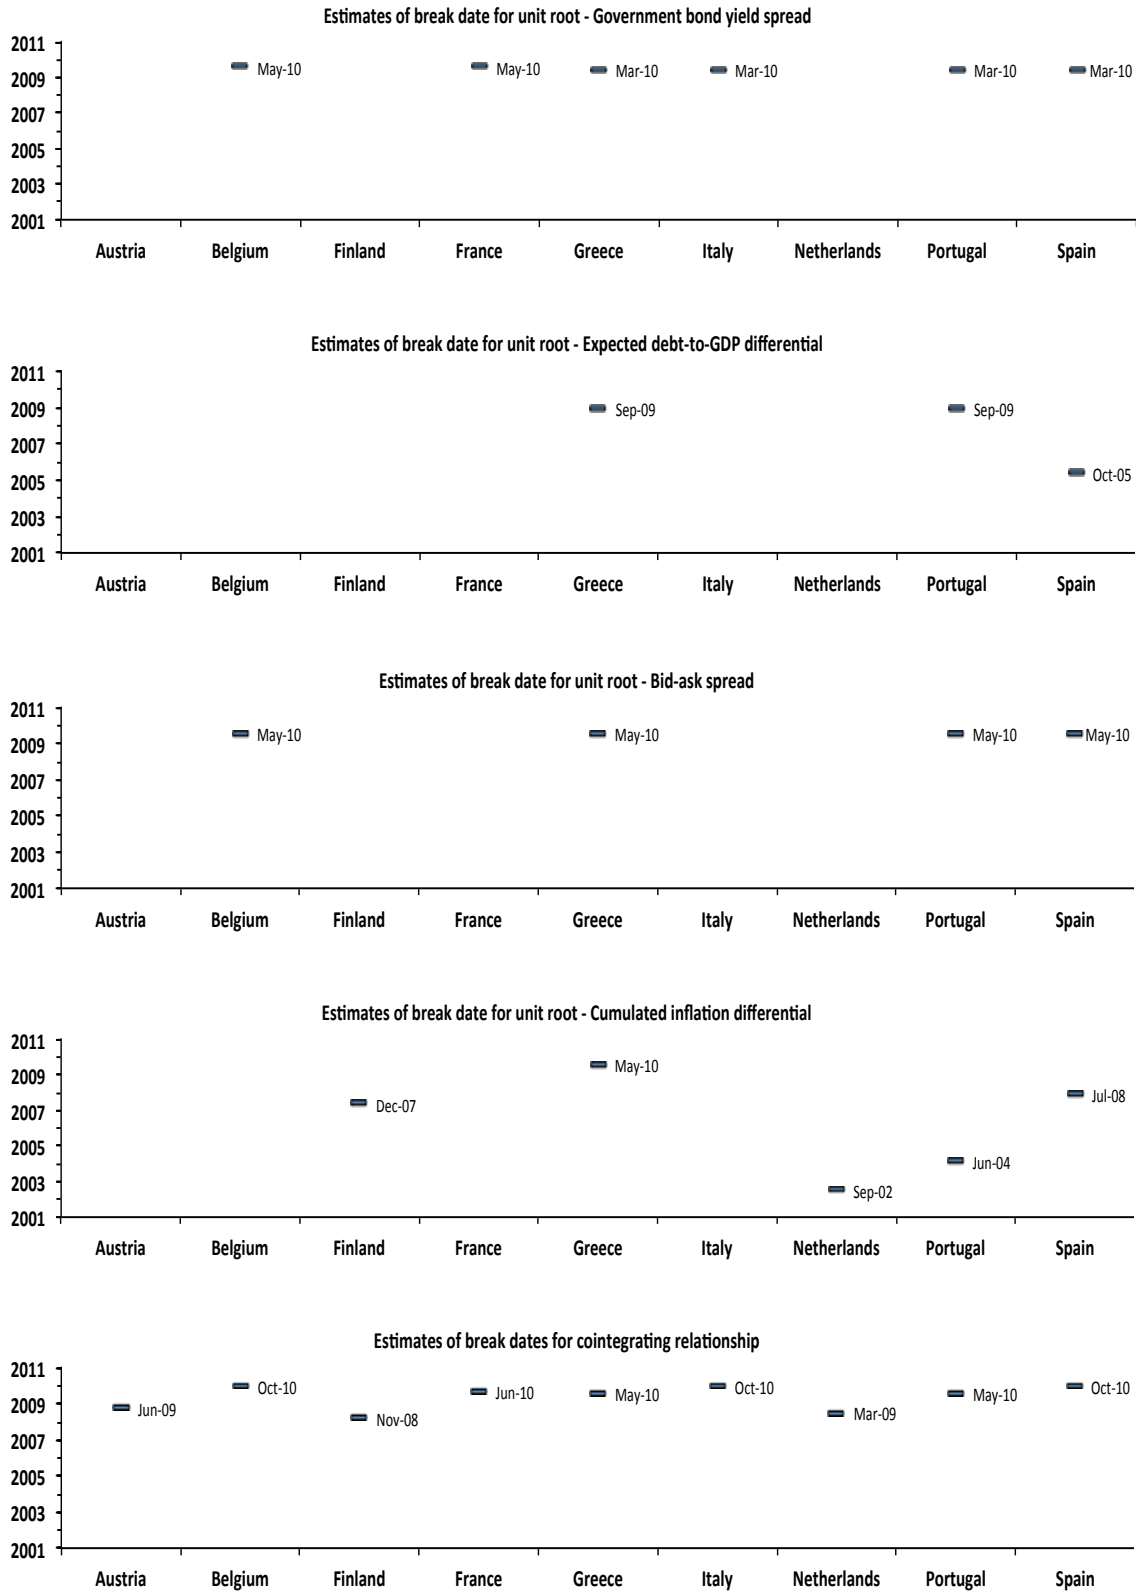 Estimates of break date for unit root - Government bond yield spread
2011
2009
2007
2005
2003
2001
May-10
May-10
Mar-10
Mar-10
Mar-10
Mar-10
Austria Belgium Finland France Greece Italy Netherlands Portugal Spain
Estimates of break date for unit root - Expected debt-to-GDP differential
2011
2009
2007
2005
2003
2001
Sep-09
Sep-09
Oct-05
Austria Belgium Finland France Greece Italy Netherlands Portugal Spain
Estimates of break date for unit root - Bid-ask spread
2011
2009
2007
2005
2003
2001
May-10
May-10
May-10
May-10
Austria Belgium Finland France Greece Italy Netherlands Portugal Spain
Estimates of break date for unit root - Cumulated inflation differential
2011
2009
2007
2005
2003
2001
Dec-07
May-10
Sep-02
Jun-04
Jul-08
Austria Belgium Finland France Greece Italy Netherlands Portugal Spain
Estimates of break dates for cointegrating relationship
2011
2009
2007
2005
2003
2001
Jun-09
Oct-10
Nov-08
Jun-10
May-10
Oct-10
Mar-09
May-10
Oct-10
Austria Belgium Finland France Greece Italy Netherlands Portugal Spain